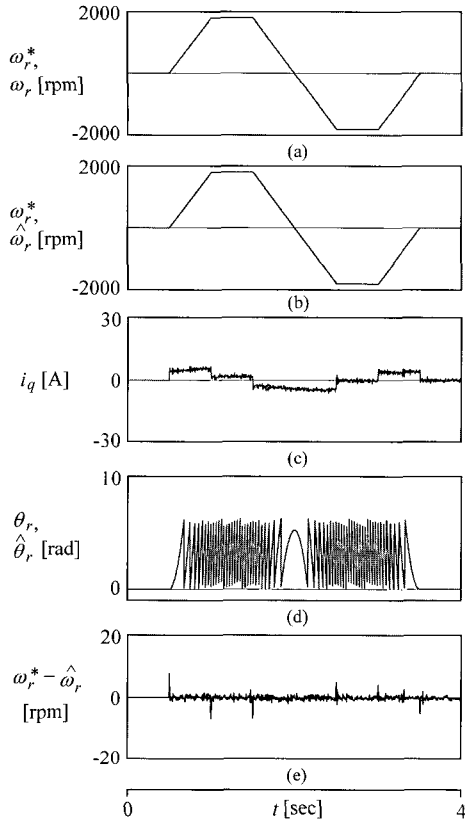 2000
ω_r^*,
ω_r [rpm]
-2000
(a)
2000
ω_r^*,
ω̂_r [rpm]
-2000
(b)
30
i_q [A]
0
-30
(c)
10
θ_r,
θ̂_r [rad]
0
(d)
20
ω_r^* − ω̂_r
0
[rpm]
-20
(e)
0 t [sec] 4